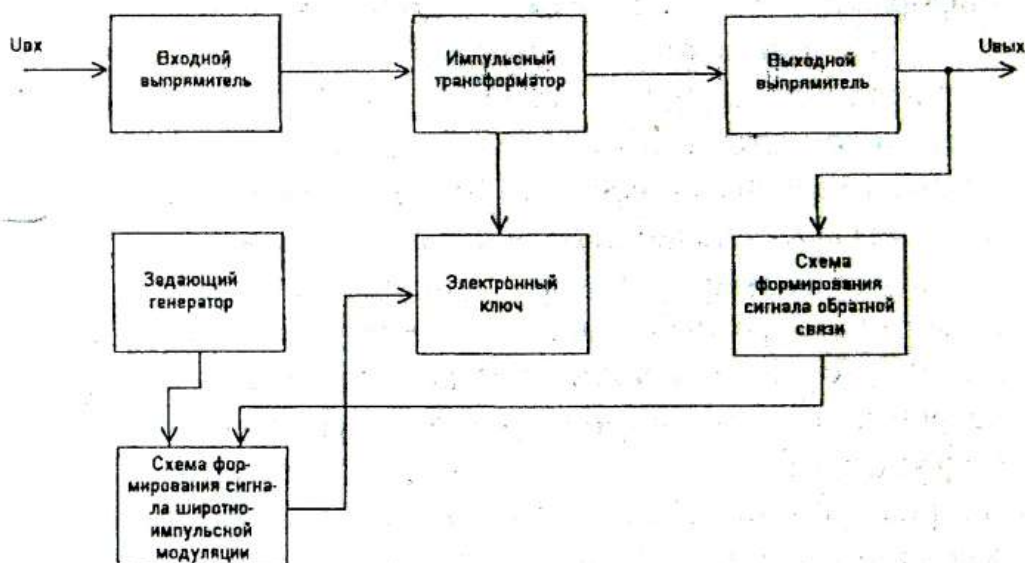 Uвх
Входной
выпрямитель
Импульсный
трансформатор
Выходной
выпрямитель
Uвых
Задающий
генератор
Электронный
ключ
Схема
формирования
сигнала обратной
связи
Схема фор-
мирования сигна-
ла широтно-
импульсной
модуляции